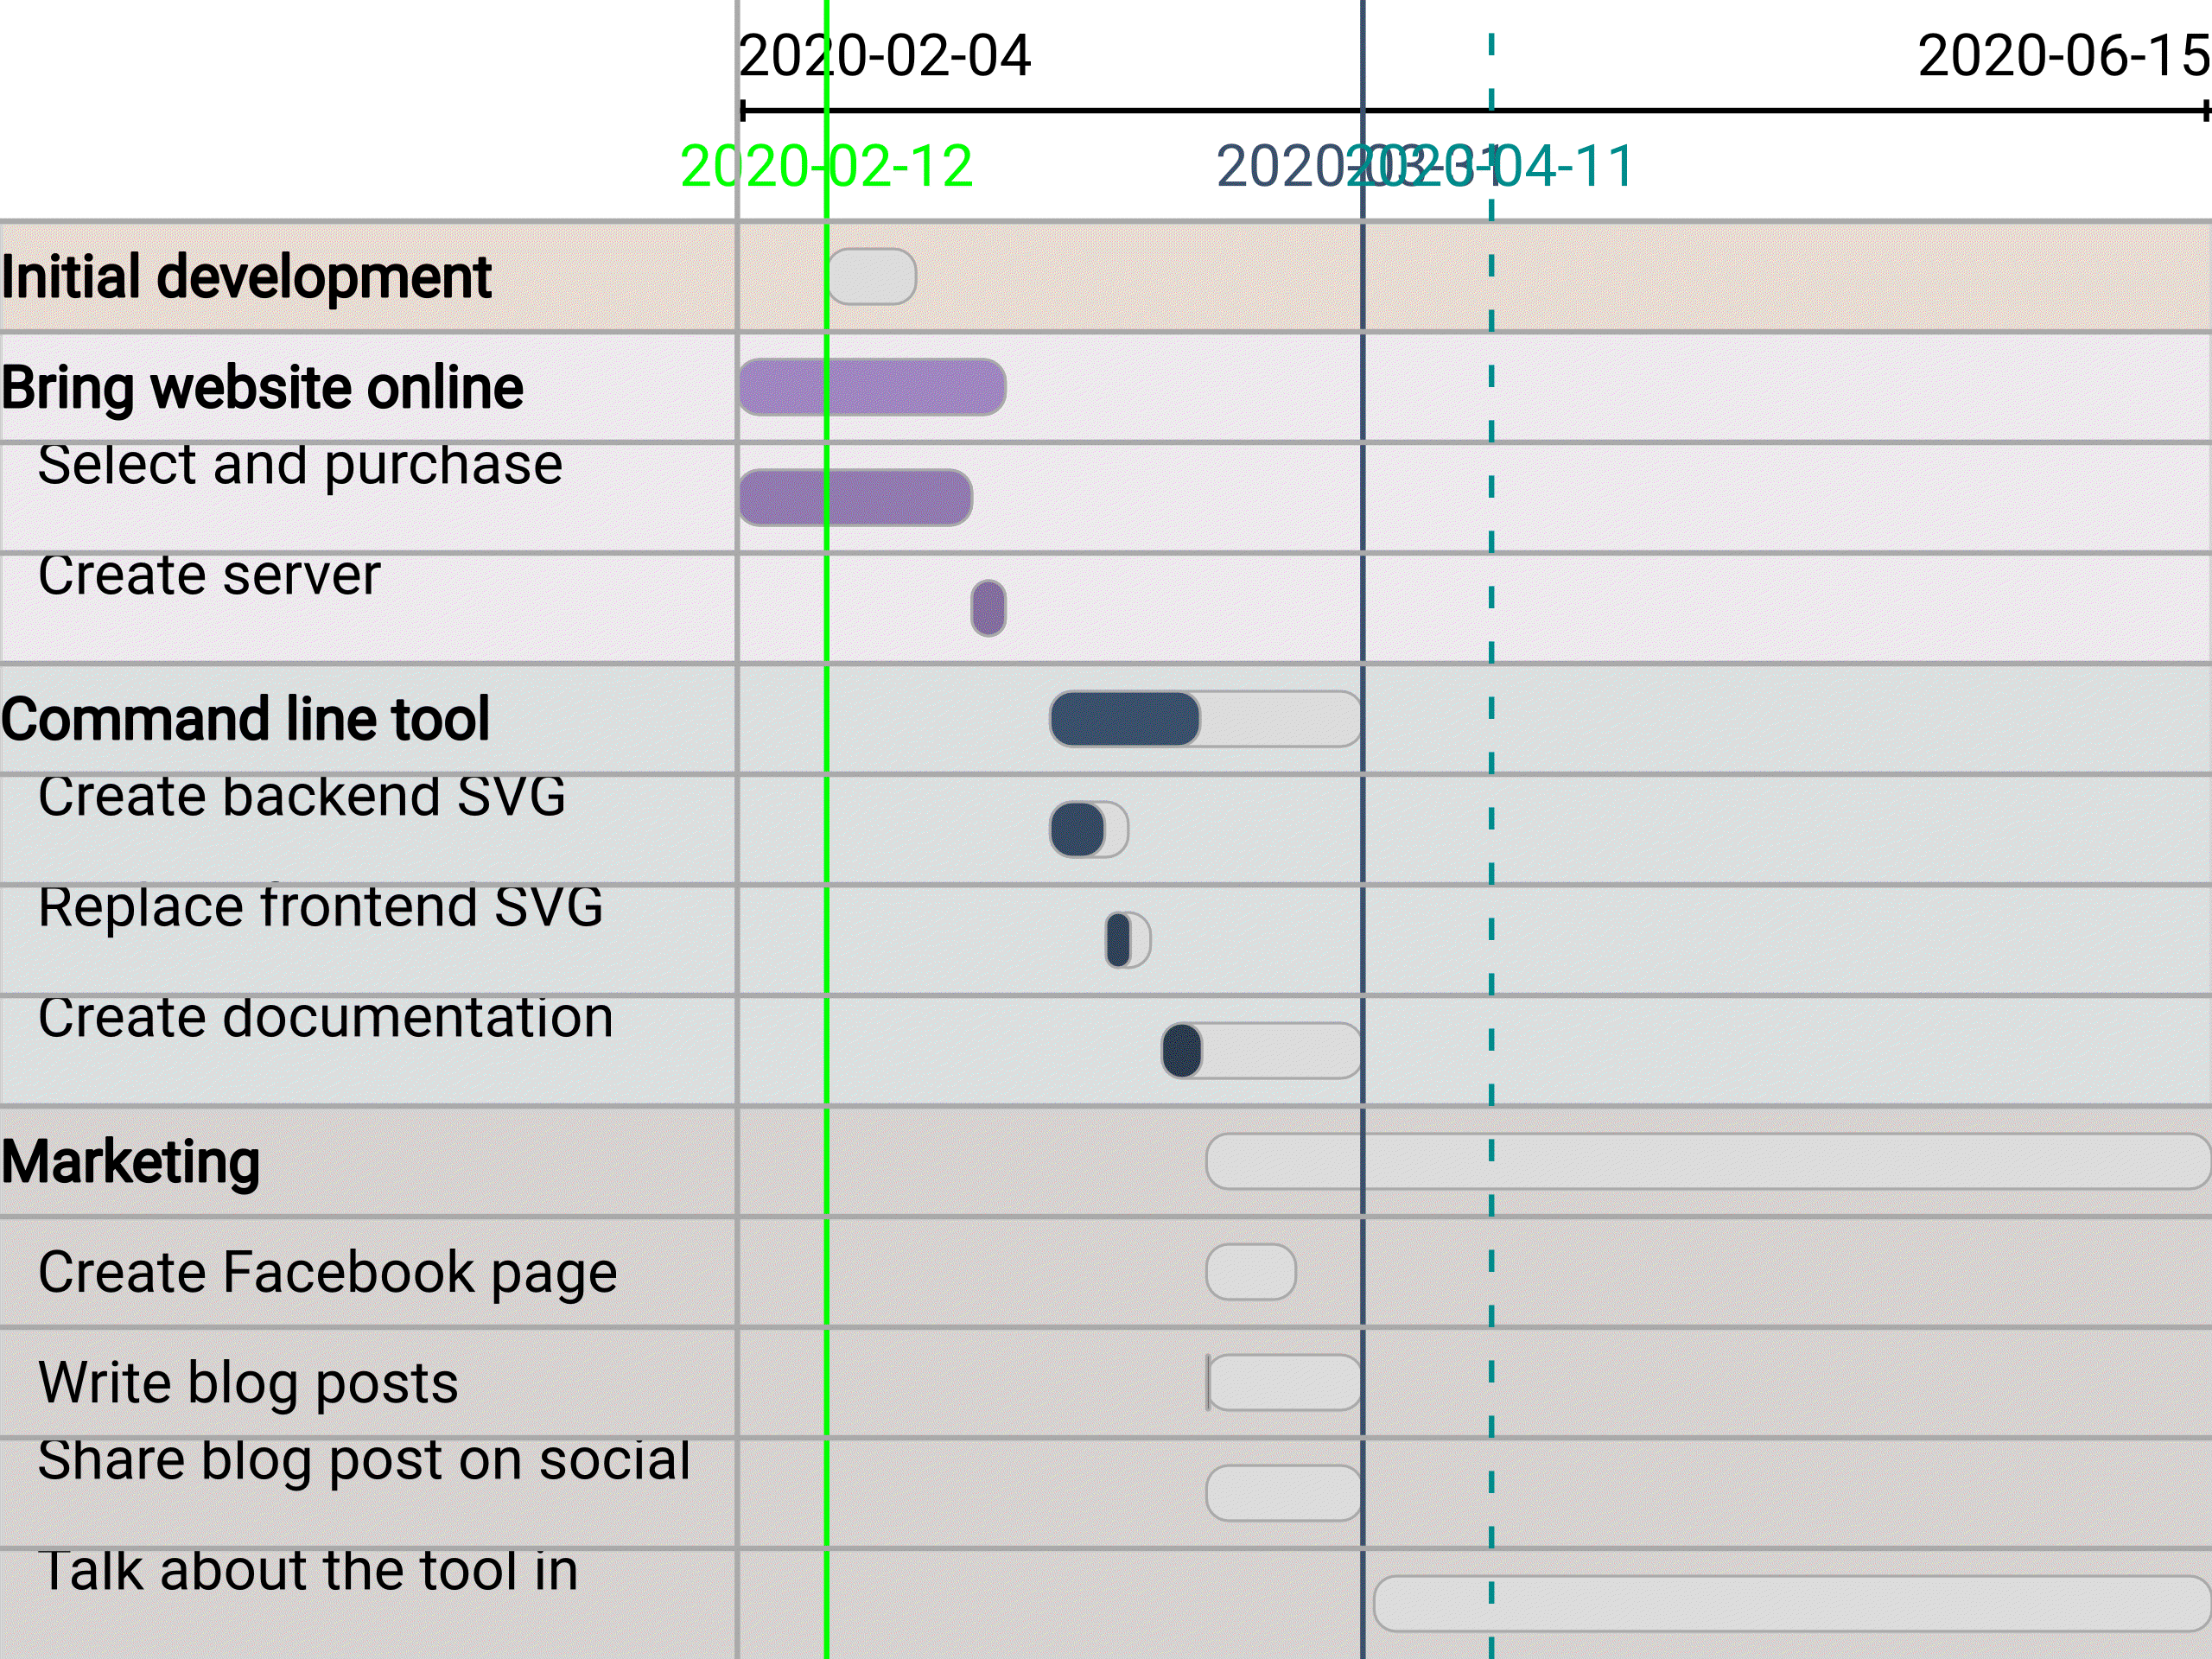 2020-02-04 2020-06-15
2020-02-12 2020-03-31 2020-04-11
Initial development
Bring website online
Select and purchase
Create server
Command line tool
Create backend SVG
Replace frontend SVG
Create documentation
Marketing
Create Facebook page
Write blog posts
Share blog post on social
Talk about the tool in